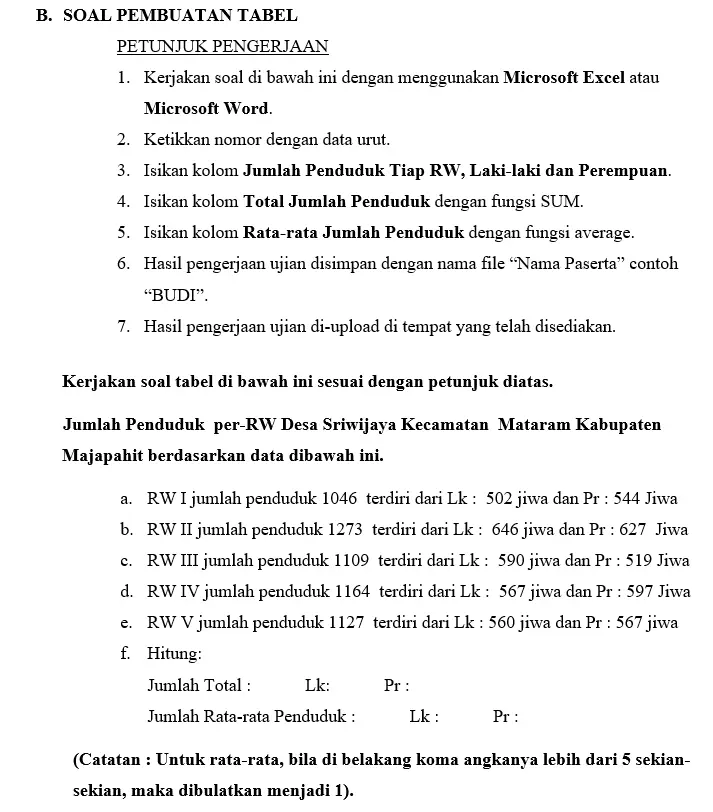 B. SOAL PEMBUATAN TABEL
PETUNJUK PENGERJAAN
1. Kerjakan soal di bawah ini dengan menggunakan Microsoft Excel atau
Microsoft Word.
2. Ketikkan nomor dengan data urut.
3. Isikan kolom Jumlah Penduduk Tiap RW, Laki-laki dan Perempuan.
4. Isikan kolom Total Jumlah Penduduk dengan fungsi SUM.
5. Isikan kolom Rata-rata Jumlah Penduduk dengan fungsi average.
6. Hasil pengerjaan ujian disimpan dengan nama file “Nama Paserta” contoh
“BUDI”.
7. Hasil pengerjaan ujian di-upload di tempat yang telah disediakan.
Kerjakan soal tabel di bawah ini sesuai dengan petunjuk diatas.
Jumlah Penduduk per-RW Desa Sriwijaya Kecamatan Mataram Kabupaten
Majapahit berdasarkan data dibawah ini.
a. RW I jumlah penduduk 1046 terdiri dari Lk : 502 jiwa dan Pr : 544 Jiwa
b. RW II jumlah penduduk 1273 terdiri dari Lk : 646 jiwa dan Pr : 627 Jiwa
c. RW III jumlah penduduk 1109 terdiri dari Lk : 590 jiwa dan Pr : 519 Jiwa
d. RW IV jumlah penduduk 1164 terdiri dari Lk : 567 jiwa dan Pr : 597 Jiwa
e. RW V jumlah penduduk 1127 terdiri dari Lk : 560 jiwa dan Pr : 567 jiwa
f. Hitung:
Jumlah Total : Lk: Pr :
Jumlah Rata-rata Penduduk : Lk : Pr :
(Catatan : Untuk rata-rata, bila di belakang koma angkanya lebih dari 5 sekian-
sekian, maka dibulatkan menjadi 1).